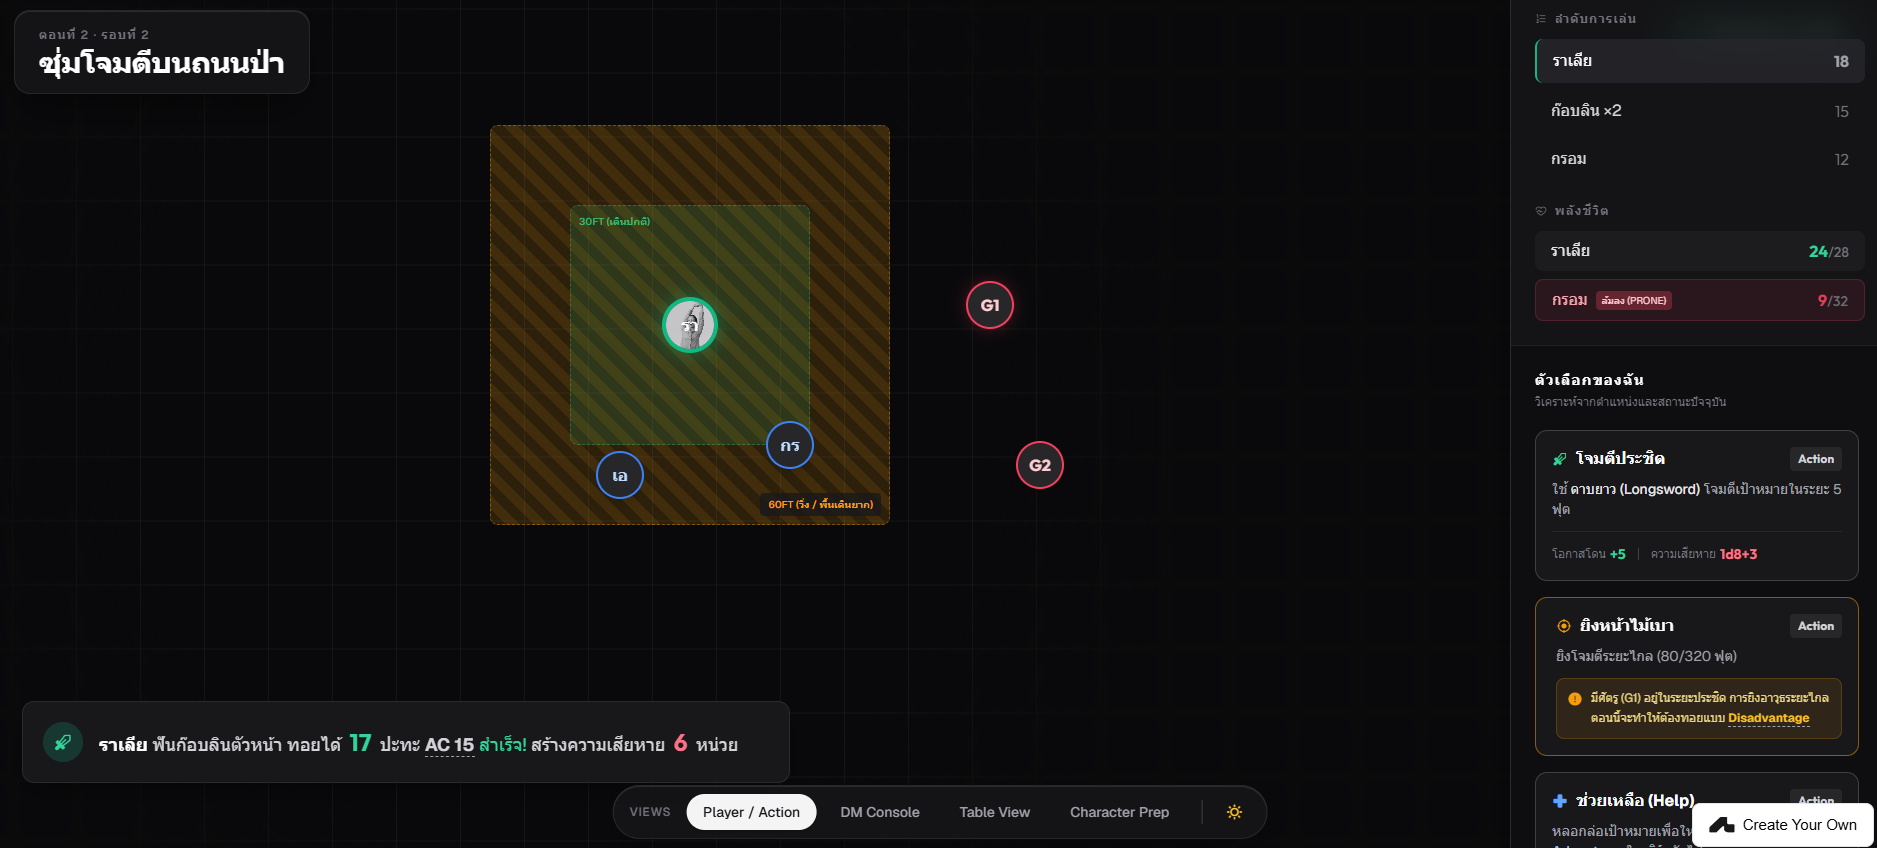 ตอนที่ 2 · รอบที่ 2
ซุ่มโจมตีบนถนนป่า
30FT (เดินปกติ)
รา
G1
กร
G2
เอ
60FT (วิ่ง / พื้นเดินยาก)
ราเลีย ฟันก๊อบลินตัวหน้า ทอยได้ 17 ปะทะ AC 15 สำเร็จ! สร้างความเสียหาย 6 หน่วย
VIEWS
Player / Action
DM Console
Table View
Character Prep
ลำดับการเล่น
ราเลีย 18
ก๊อบลิน ×2 15
กรอม 12
พลังชีวิต
ราเลีย 24/28
กรอม ล้มลง (PRONE) 9/32
ตัวเลือกของฉัน
วิเคราะห์จากตำแหน่งและสถานะปัจจุบัน
โจมตีประชิด Action
ใช้ ดาบยาว (Longsword) โจมตีเป้าหมายในระยะ 5
ฟุต
โอกาสโดน +5 | ความเสียหาย 1d8+3
ยิงหน้าไม้เบา Action
ยิงโจมตีระยะไกล (80/320 ฟุต)
มีศัตรู (G1) อยู่ในระยะประชิด การยิงอาวุธระยะไกล
ตอนนี้จะทำให้ต้องทอยแบบ Disadvantage
ช่วยเหลือ (Help) Action
หลอกล่อเป้าหมายเพื่อ
Create Your Own